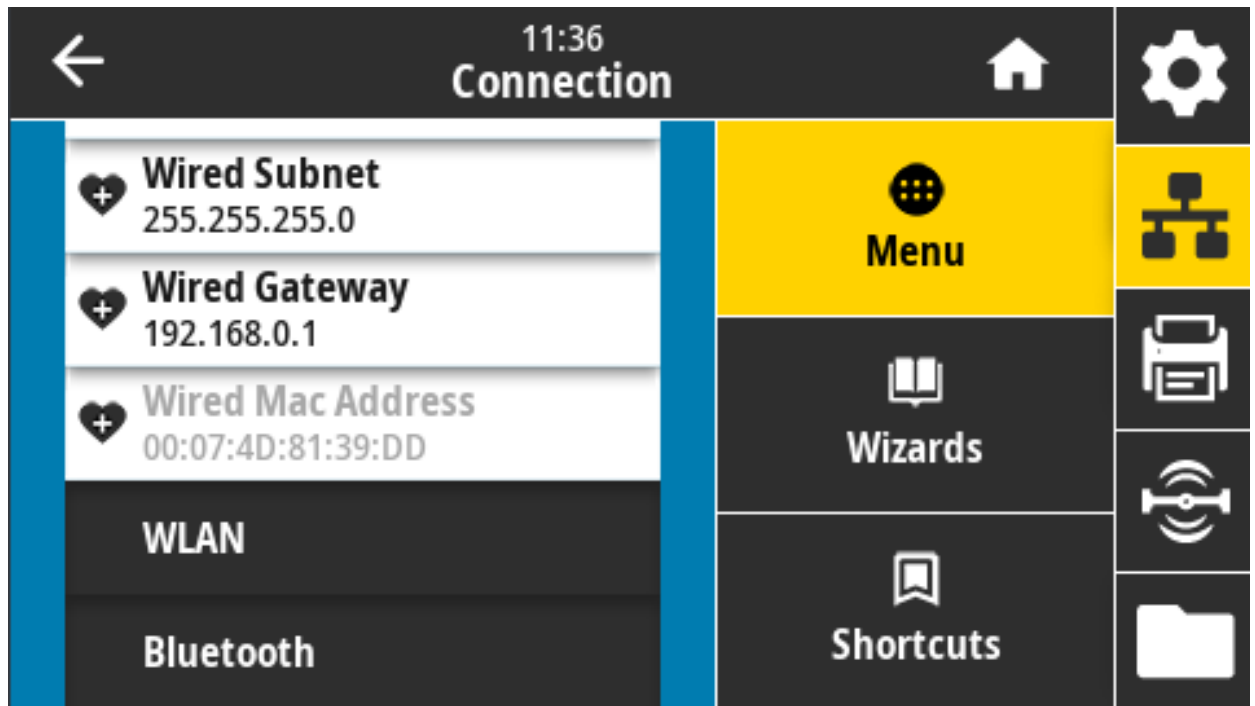 11:36
Connection
Wired Subnet
255.255.255.0
Wired Gateway
192.168.0.1
Wired Mac Address
00:07:4D:81:39:DD
WLAN
Bluetooth
Menu
Wizards
Shortcuts